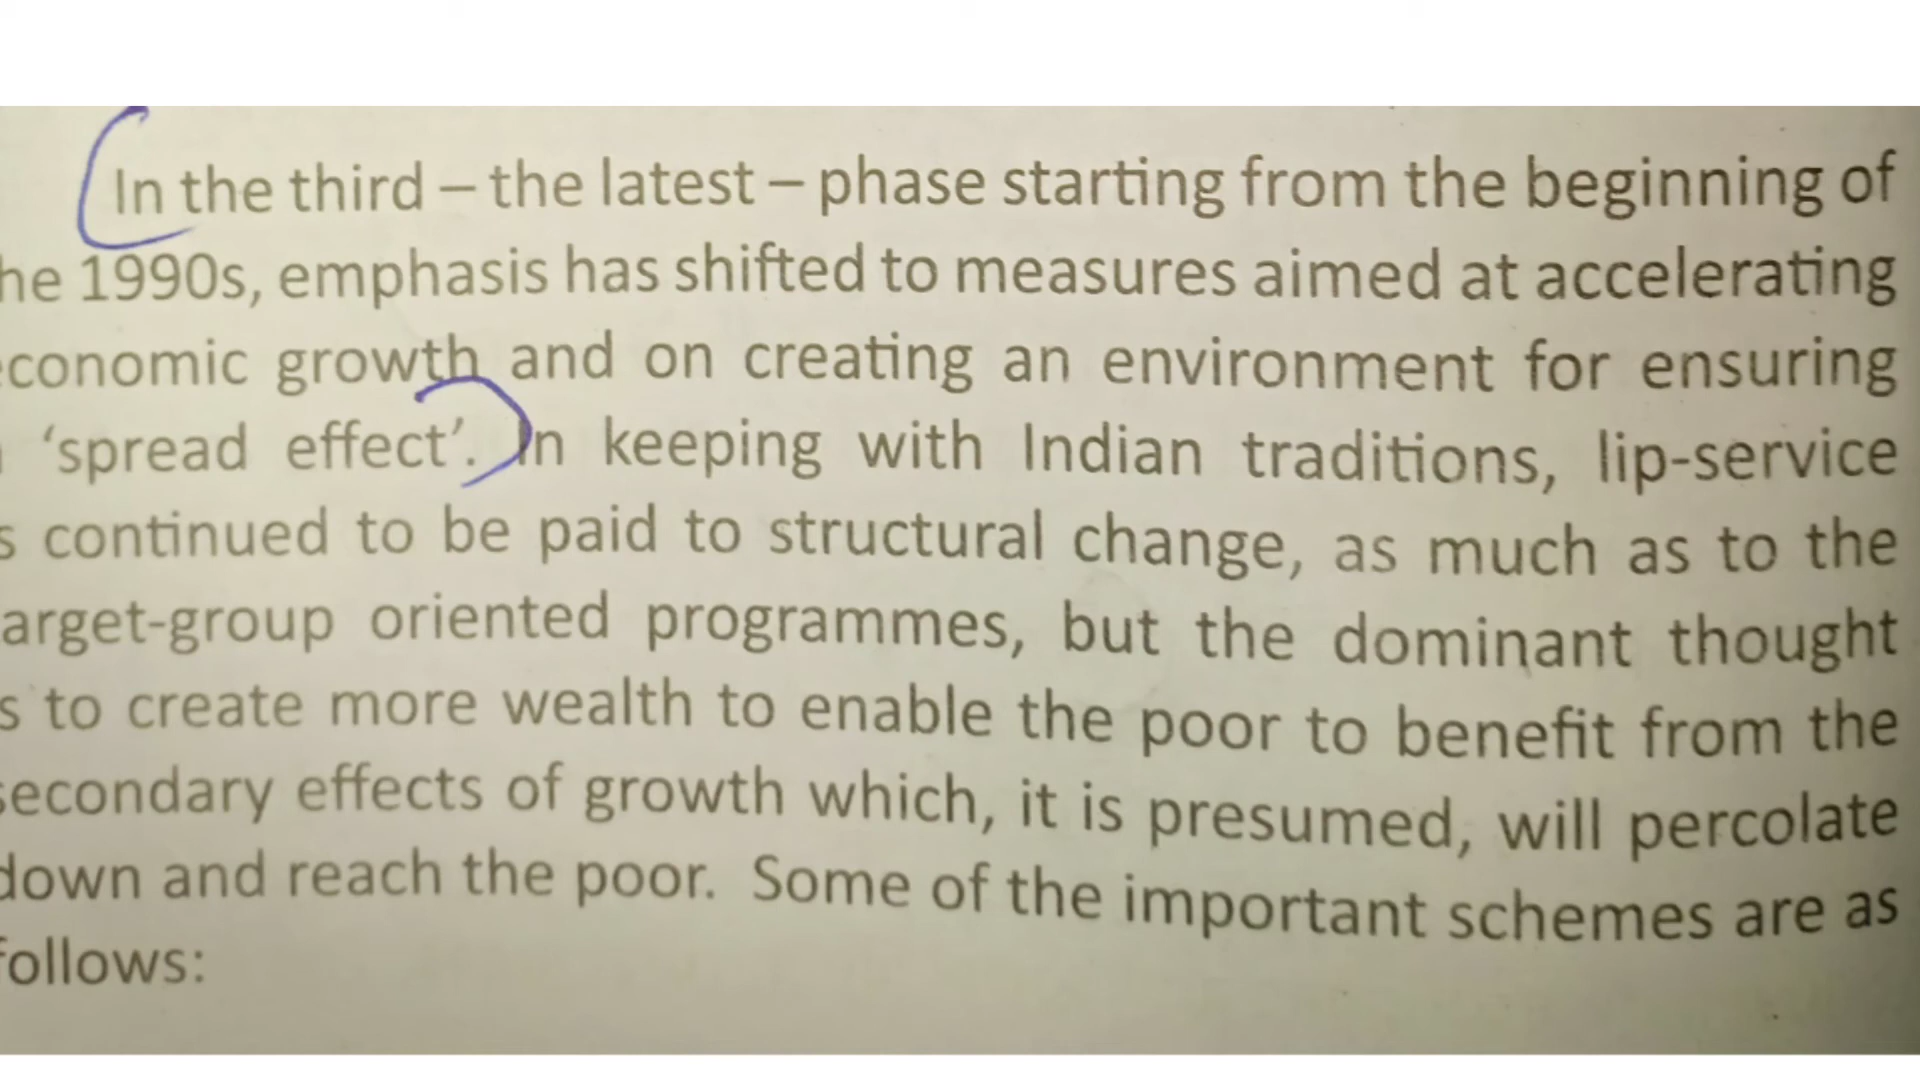 In the third – the latest – phase starting from the beginning of
he 1990s, emphasis has shifted to measures aimed at accelerating
conomic growth and on creating an environment for ensuring
‘spread effect’. In keeping with Indian traditions, lip-service
s continued to be paid to structural change, as much as to the
arget-group oriented programmes, but the dominant thought
s to create more wealth to enable the poor to benefit from the
secondary effects of growth which, it is presumed, will percolate
down and reach the poor. Some of the important schemes are as
follows: